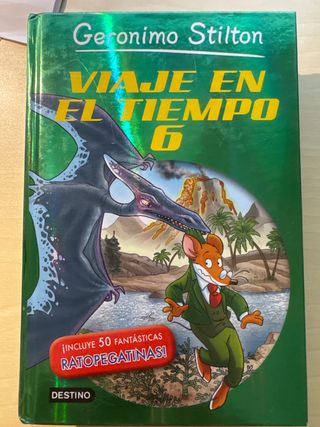 Geronimo Stilton
VIAJE EN
EL TIEMPO
6
¡INCLUYE 50 FANTÁSTICAS
RATOPEGATINAS!
DESTINO